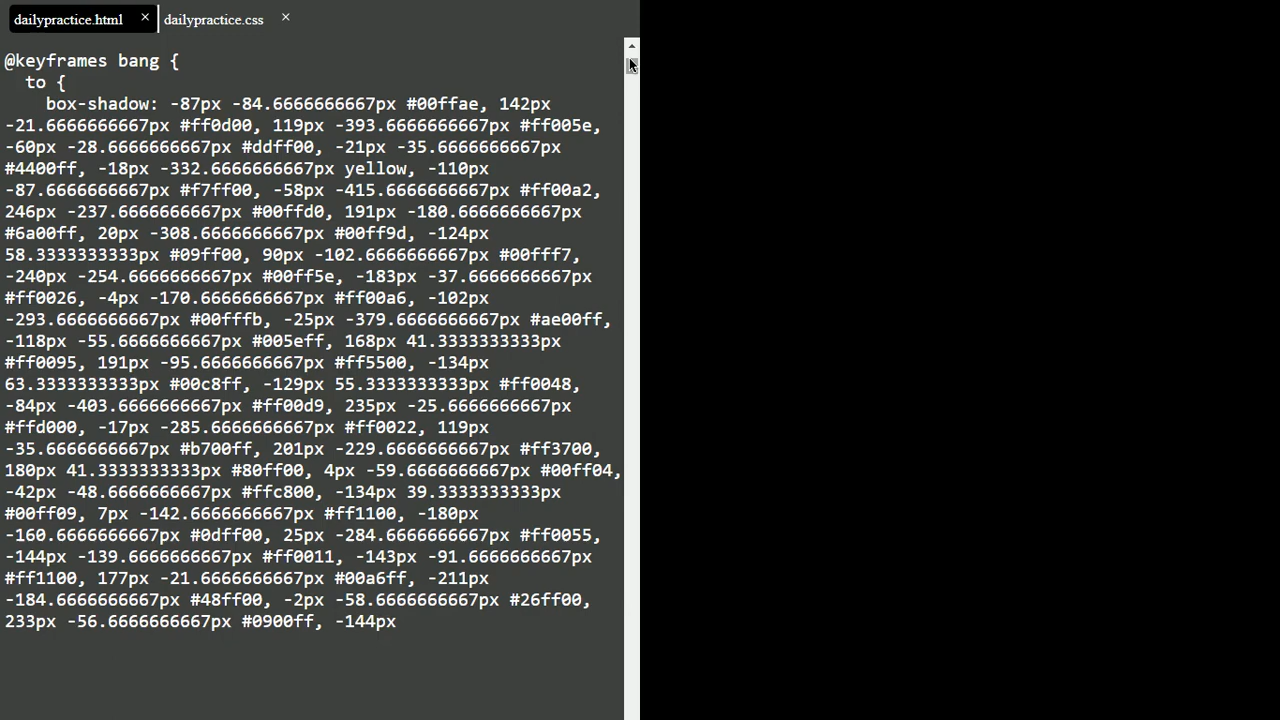 dailypractice.html × dailypractice.css ×
@keyframes bang {
to {
box-shadow: -87px -84.6666666667px #00ffae, 142px
-21.6666666667px #ff0d00, 119px -393.6666666667px #ff005e,
-60px -28.6666666667px #ddff00, -21px -35.6666666667px
#4400ff, -18px -332.6666666667px yellow, -110px
-87.6666666667px #f7ff00, -58px -415.6666666667px #ff00a2,
246px -237.6666666667px #00ffd0, 191px -180.6666666667px
#6a00ff, 20px -308.6666666667px #00ff9d, -124px
58.3333333333px #09ff00, 90px -102.6666666667px #00fff7,
-240px -254.6666666667px #00ff5e, -183px -37.6666666667px
#ff0026, -4px -170.6666666667px #ff00a6, -102px
-293.6666666667px #00fffb, -25px -379.6666666667px #ae00ff,
-118px -55.6666666667px #005eff, 168px 41.3333333333px
#ff0095, 191px -95.6666666667px #ff5500, -134px
63.3333333333px #00c8ff, -129px 55.3333333333px #ff0048,
-84px -403.6666666667px #ff00d9, 235px -25.6666666667px
#ffd000, -17px -285.6666666667px #ff0022, 119px
-35.6666666667px #b700ff, 201px -229.6666666667px #ff3700,
180px 41.3333333333px #80ff00, 4px -59.6666666667px #00ff04,
-42px -48.6666666667px #ffc800, -134px 39.3333333333px
#00ff09, 7px -142.6666666667px #ff1100, -180px
-160.6666666667px #0dff00, 25px -284.6666666667px #ff0055,
-144px -139.6666666667px #ff0011, -143px -91.6666666667px
#ff1100, 177px -21.6666666667px #00a6ff, -211px
-184.6666666667px #48ff00, -2px -58.6666666667px #26ff00,
233px -56.6666666667px #0900ff, -144px